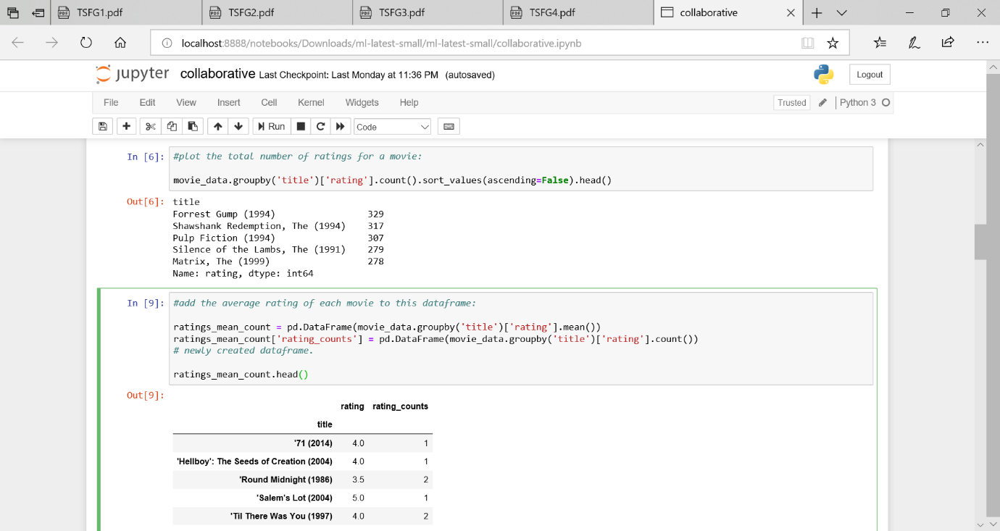 TSFG1.pdf TSFG2.pdf TSFG3.pdf TSFG4.pdf collaborative
localhost:8888/notebooks/Downloads/ml-latest-small/ml-latest-small/collaborative.ipynb
jupyter collaborative Last Checkpoint: Last Monday at 11:36 PM (autosaved) Logout
File Edit View Insert Cell Kernel Widgets Help Trusted Python 3
Run Code
In [6]: #plot the total number of ratings for a movie:
movie_data.groupby('title')['rating'].count().sort_values(ascending=False).head()
Out[6]: title
Forrest Gump (1994) 329
Shawshank Redemption, The (1994) 317
Pulp Fiction (1994) 307
Silence of the Lambs, The (1991) 279
Matrix, The (1999) 278
Name: rating, dtype: int64
In [9]: #add the average rating of each movie to this dataframe:
ratings_mean_count = pd.DataFrame(movie_data.groupby('title')['rating'].mean())
ratings_mean_count['rating_counts'] = pd.DataFrame(movie_data.groupby('title')['rating'].count())
# newly created dataframe.
ratings_mean_count.head()
Out[9]:
rating rating_counts
title
'71 (2014) 4.0 1
'Hellboy': The Seeds of Creation (2004) 4.0 1
'Round Midnight (1986) 3.5 2
'Salem's Lot (2004) 5.0 1
'Til There Was You (1997) 4.0 2